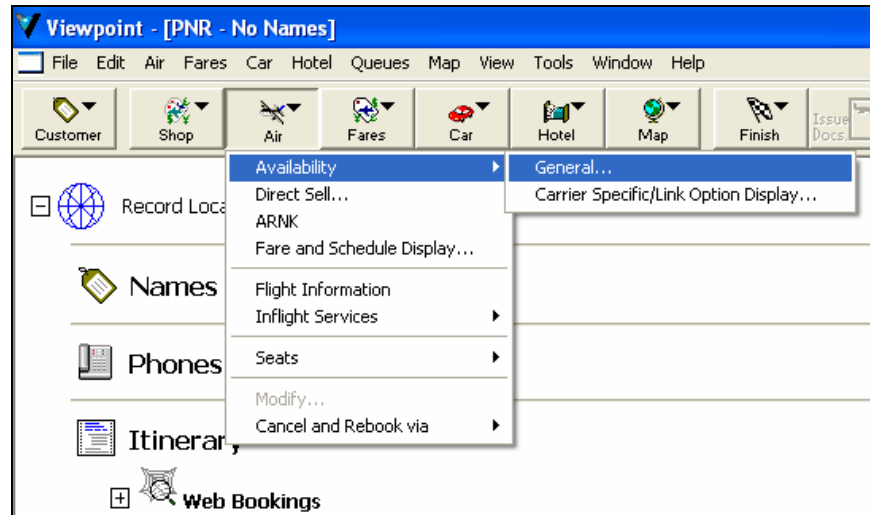 Viewpoint - [PNR - No Names]
File Edit Air Fares Car Hotel Queues Map View Tools Window Help
Customer Shop Air Fares Car Hotel Map Finish Issue Docs.
Availability General...
Record Loca Direct Sell... Carrier Specific/Link Option Display...
ARNK
Fare and Schedule Display...
Names Flight Information
Inflight Services
Phones Seats
Modify...
Itinerary Cancel and Rebook via
Web Bookings